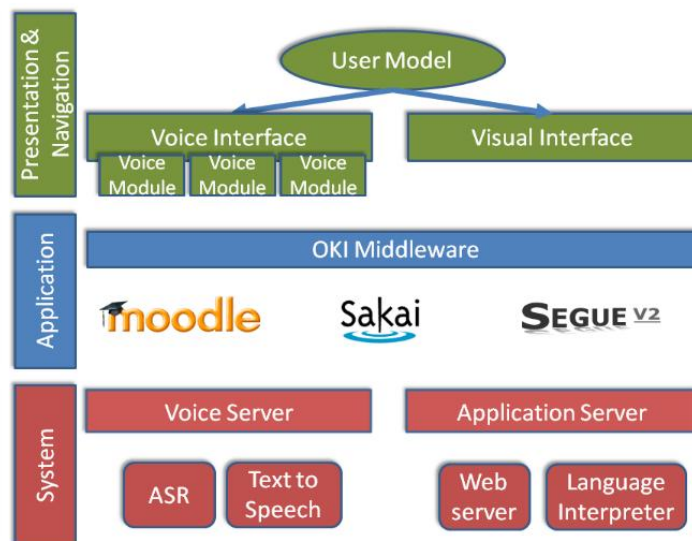 Presentation &
Navigation
User Model
Voice Interface
Visual Interface
Voice
Module
Voice
Module
Voice
Module
Application
OKI Middleware
moodle
Sakai
SEGUE V2
System
Voice Server
Application Server
ASR
Text to
Speech
Web
server
Language
Interpreter